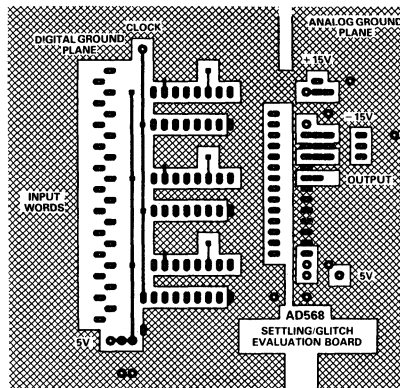 DIGITAL GROUND
PLANE
CLOCK
ANALOG GROUND
PLANE
+15V
−15V
INPUT
WORDS
OUTPUT
5V
5V
AD568
SETTLING/GLITCH
EVALUATION BOARD